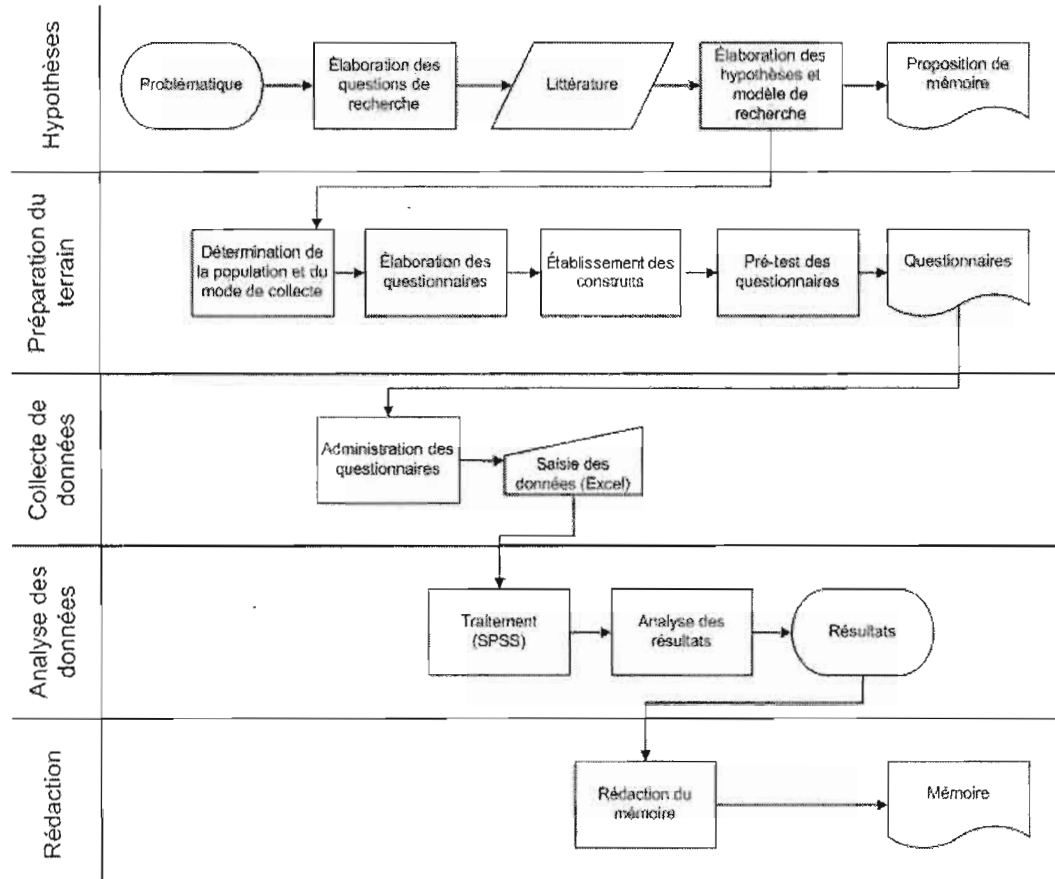 Hypothèses
Problématique
Élaboration des
questions de
recherche
Littérature
Élaboration des
hypothèses et
modèle de
recherche
Proposition de
mémoire
Préparation du
terrain
Détermination de
la population et du
mode de collecte
Élaboration des
questionnaires
Établissement des
construits
Pré-test des
questionnaires
Questionnaires
Collecte de
données
Administration des
questionnaires
Saisie des
données (Excel)
Analyse des
données
Traitement
(SPSS)
Analyse des
résultats
Résultats
Rédaction
Rédaction du
mémoire
Mémoire